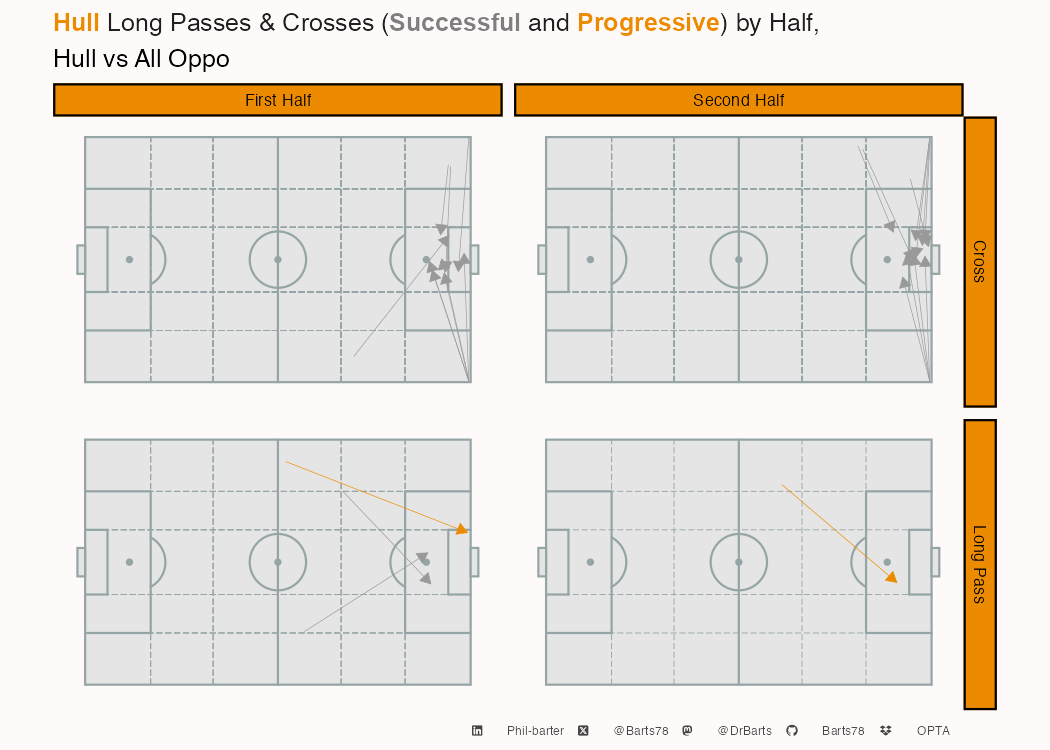 Hull Long Passes & Crosses (Successful and Progressive) by Half,
Hull vs All Oppo
First Half
Second Half
Cross
Long Pass
Phil-barter @Barts78 @DrBarts Barts78 OPTA